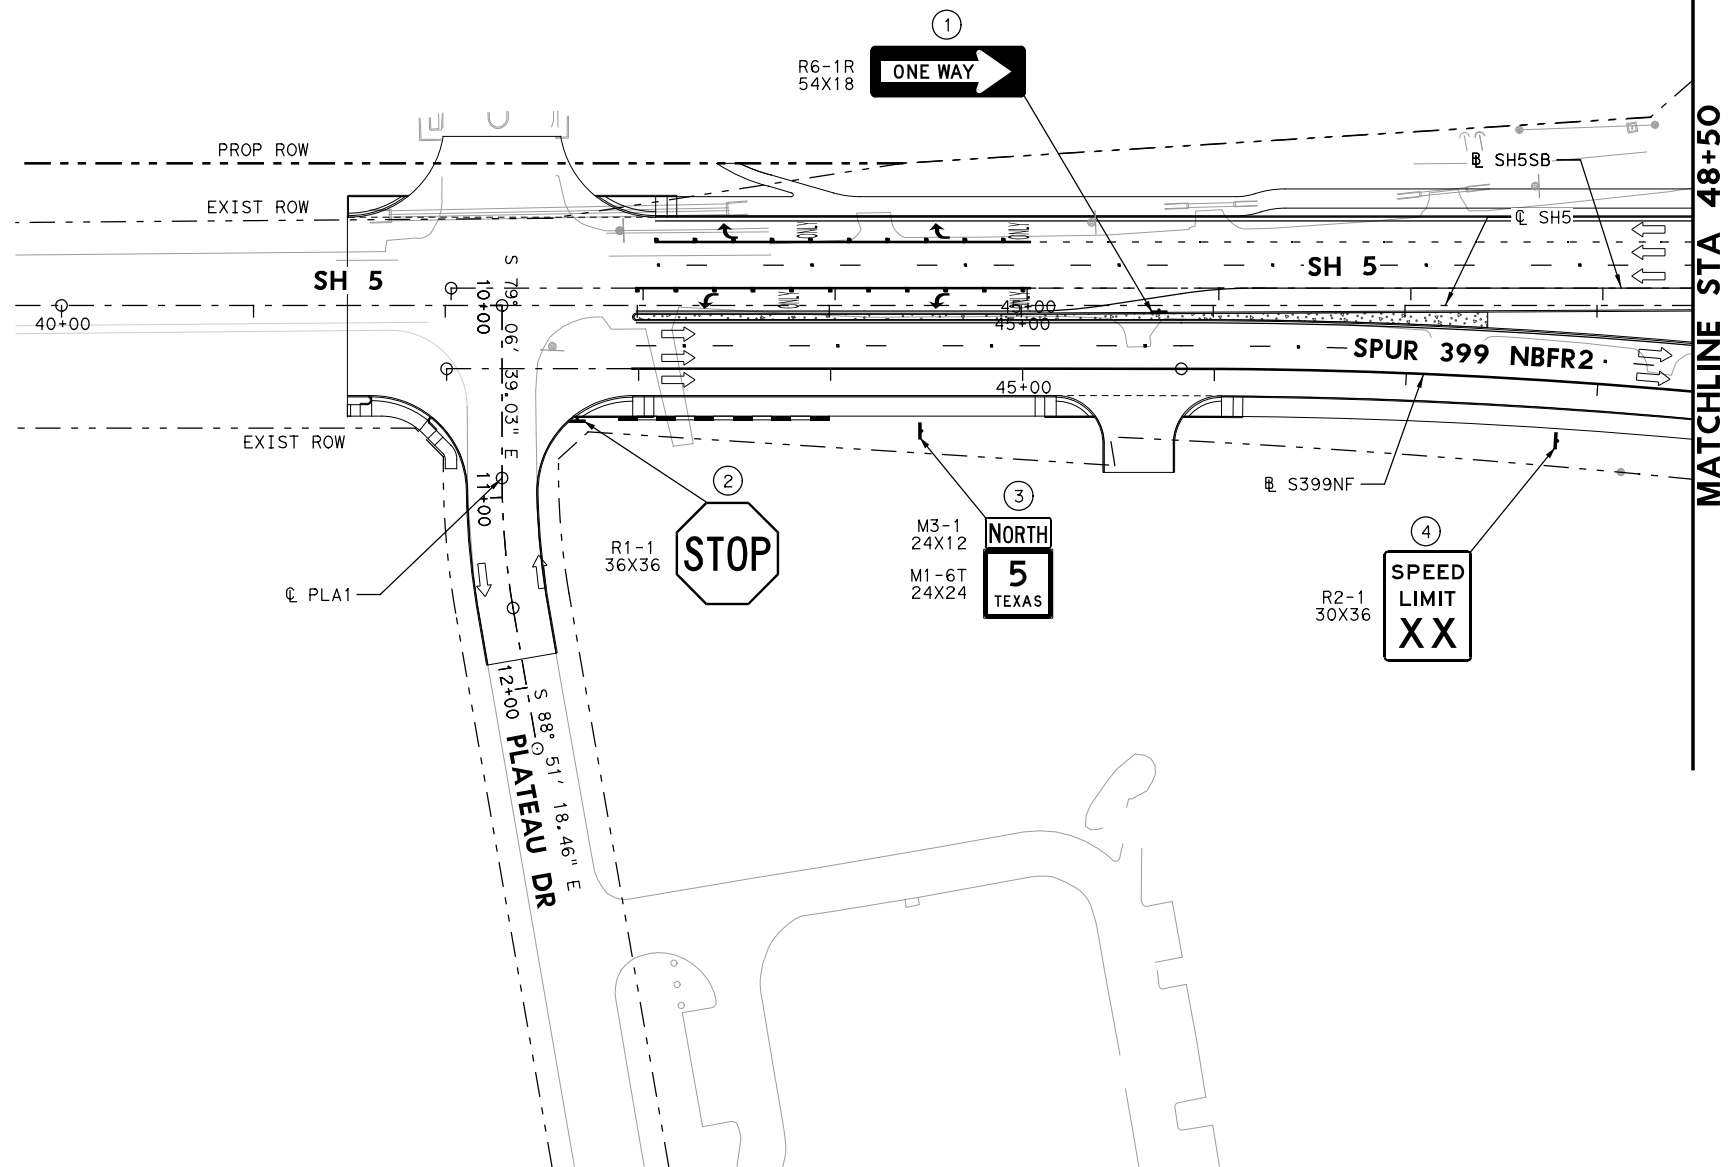 1
R6-1R
54X18
ONE WAY
PROP ROW
EXIST ROW
℄ SH5SB
℄ SH5
SH 5
SH 5
MATCHLINE STA 48+50
40+00
10+00
S 79° 06' 39.03" E
45+00
45+00
SPUR 399 NBFR2
45+00
EXIST ROW
11+00
℄ S399NF
2
R1-1
36X36
STOP
3
M3-1
24X12
NORTH
M1-6T
24X24
5
TEXAS
4
R2-1
30X36
SPEED
LIMIT
XX
℄ PLA1
12+00
S 88° 51' 18.46" E
PLATEAU DR